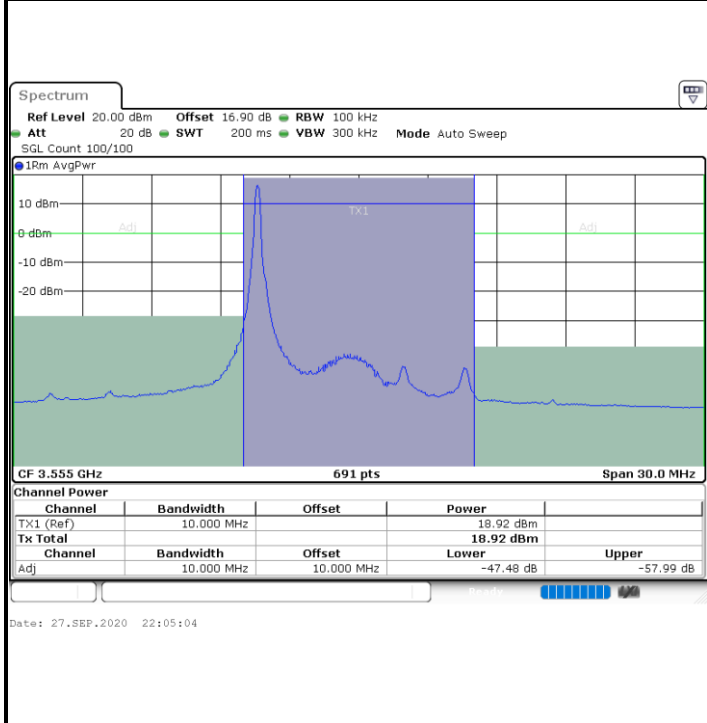 Spectrum
Ref Level 20.00 dBm Offset 16.90 dB RBW 100 kHz
Att 20 dB SWT 200 ms VBW 300 kHz Mode Auto Sweep
SGL Count 100/100
1Rm AvgPwr
10 dBm
TX1
0 dBm
Adj
Adj
-10 dBm
-20 dBm
CF 3.555 GHz 691 pts Span 30.0 MHz
Channel Power
Channel Bandwidth Offset Power
TX1 (Ref) 10.000 MHz 18.92 dBm
Tx Total 18.92 dBm
Channel Bandwidth Offset Lower Upper
Adj 10.000 MHz 10.000 MHz -47.48 dB -57.99 dB
Ready
Date: 27.SEP.2020 22:05:04